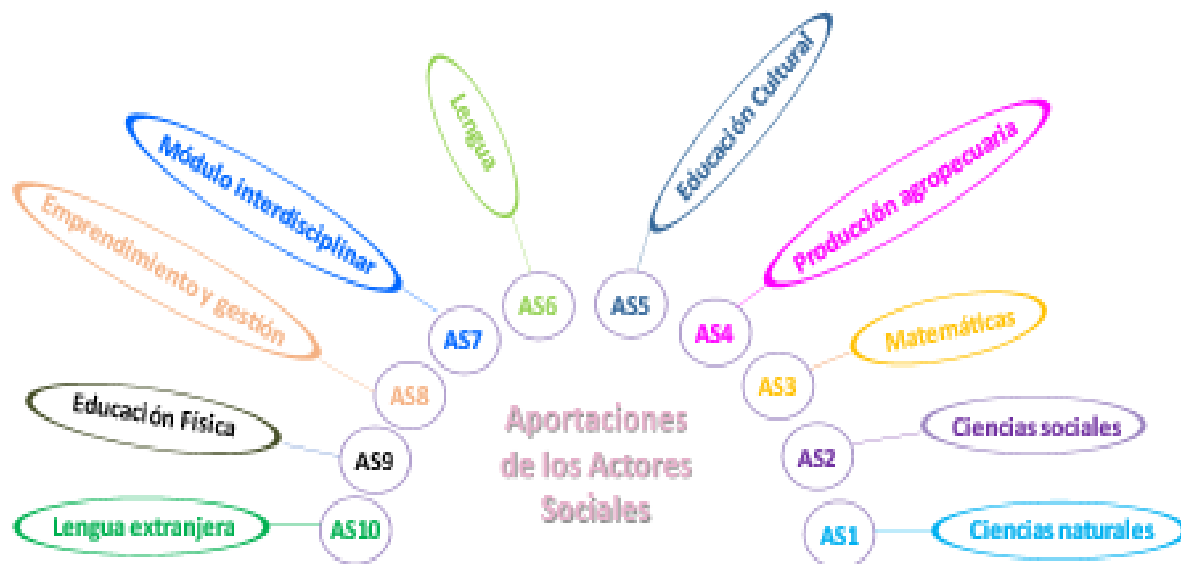 Lengua
Educación Cultural
Módulo interdisciplinar
Producción agropecuaria
Emprendimiento y gestión
AS6
AS5
AS7
AS4
Matemáticas
AS8
AS3
Educación Física
Ciencias sociales
AS9
AS2
Aportaciones
de los Actores
Sociales
Lengua extranjera
AS10
AS1
Ciencias naturales